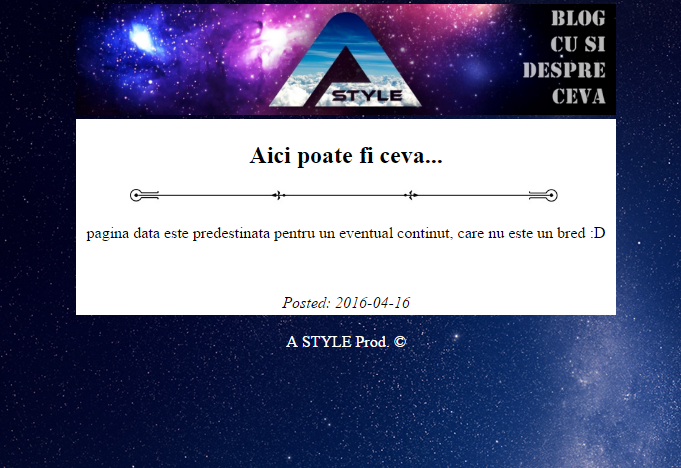 BLOG
CU SI
DESPRE
CEVA
A STYLE
Aici poate fi ceva...
pagina data este predestinata pentru un eventual continut, care nu este un bred :D
Posted: 2016-04-16
A STYLE Prod. ©